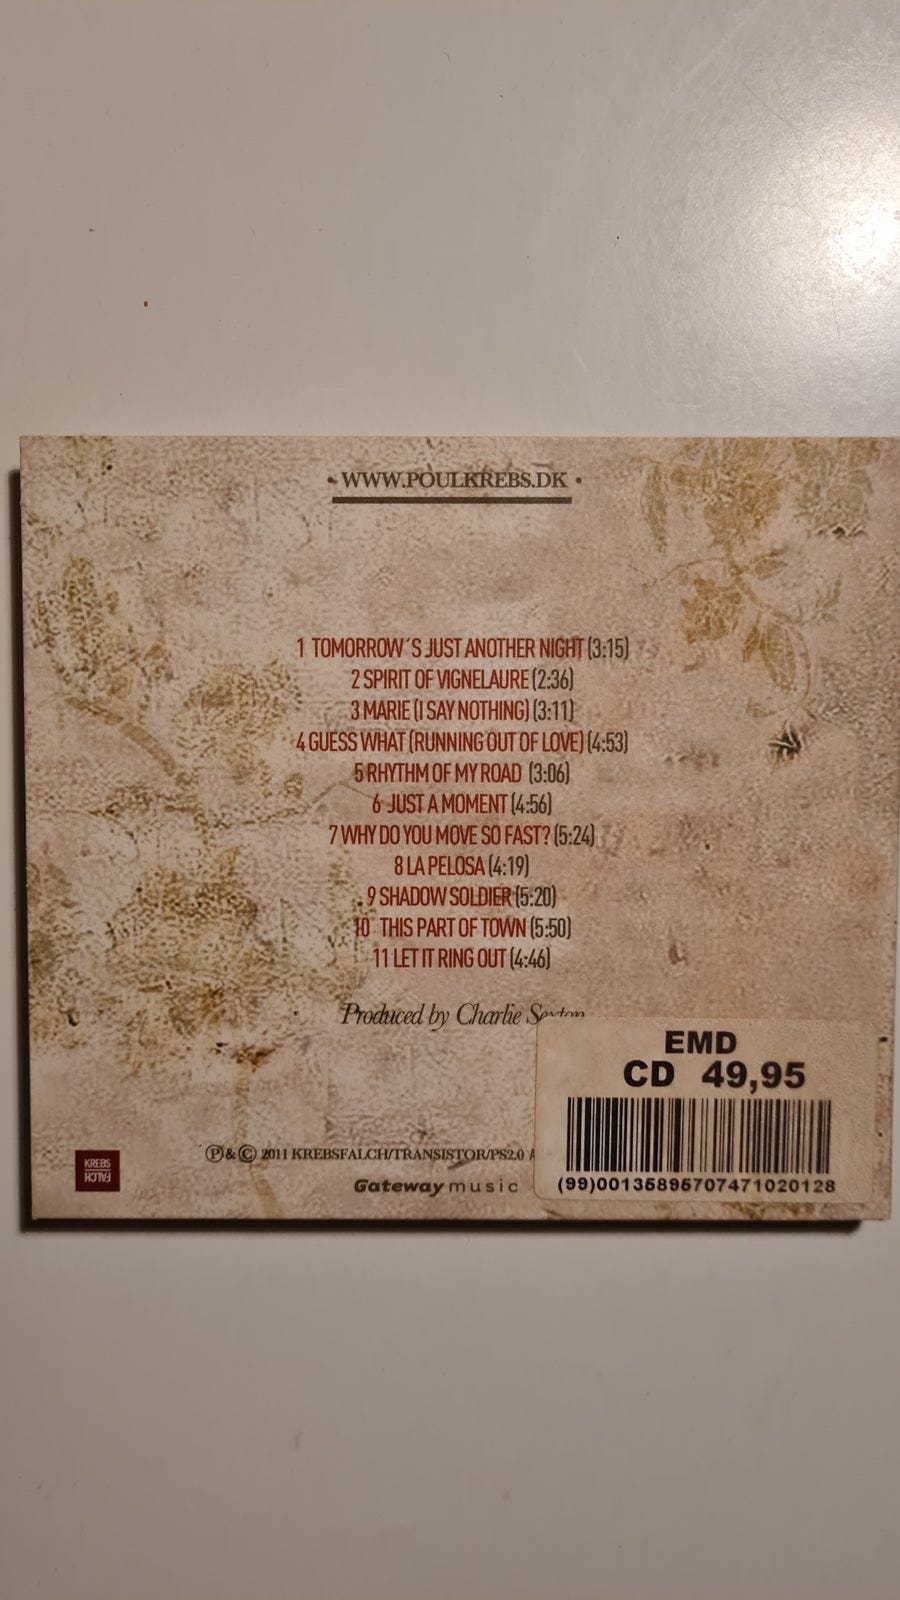 • WWW.POULKREBS.DK •
1 TOMORROW´S JUST ANOTHER NIGHT (3:15)
2 SPIRIT OF VIGNELAURE (2:36)
3 MARIE (I SAY NOTHING) (3:11)
4 GUESS WHAT (RUNNING OUT OF LOVE) (4:53)
5 RHYTHM OF MY ROAD (3:06)
6 JUST A MOMENT (4:56)
7 WHY DO YOU MOVE SO FAST? (5:24)
8 LA PELOSA (4:19)
9 SHADOW SOLDIER (5:20)
10 THIS PART OF TOWN (5:50)
11 LET IT RING OUT (4:46)
Produced by Charlie Sexton
EMD
CD 49,95
(99)00135895707471020128
Ⓟ & © 2011 KREBSFALCH/TRANSISTOR/PS2.0
Gateway music
KREBS
FALCH